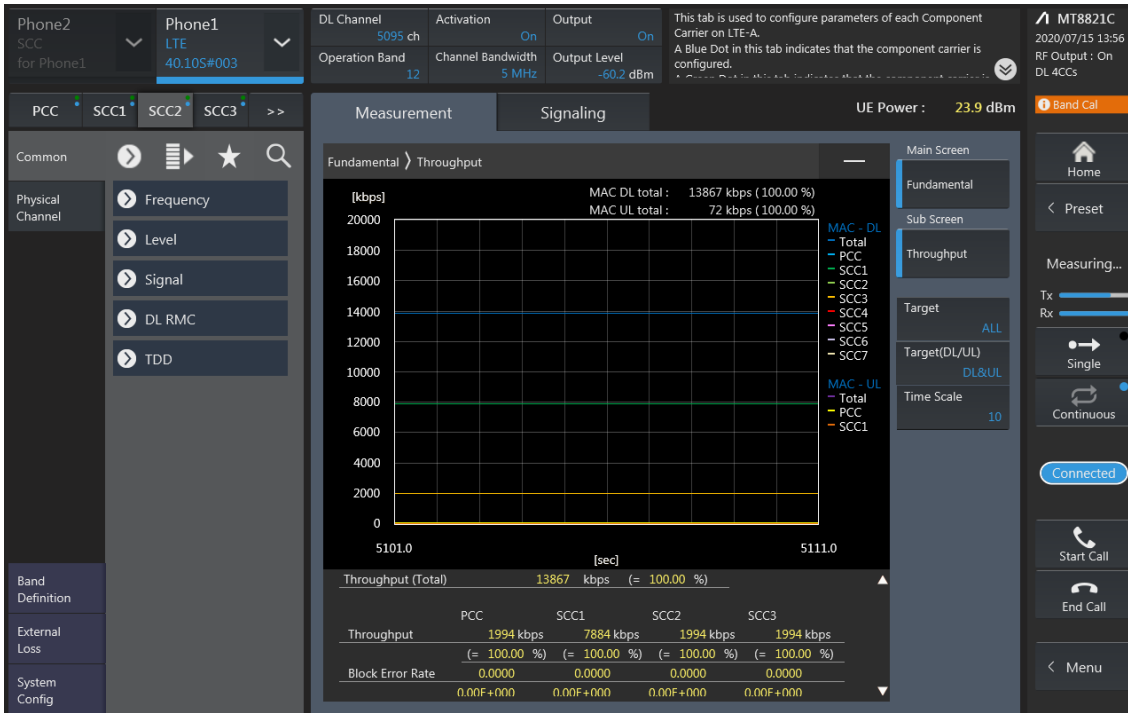 Phone2
SCC
for Phone1
Phone1
LTE
40.10S#003
DL Channel
5095 ch
Operation Band
12
Activation
On
Channel Bandwidth
5 MHz
Output
On
Output Level
-60.2 dBm
This tab is used to configure parameters of each Component
Carrier on LTE-A.
A Blue Dot in this tab indicates that the component carrier is
configured.
A Green Dot in this tab indicates that the component carrier is
MT8821C
2020/07/15 13:56
RF Output : On
DL 4CCs
PCC SCC1 SCC2 SCC3 >>
Common
Physical
Channel
Frequency
Level
Signal
DL RMC
TDD
Band
Definition
External
Loss
System
Config
Measurement
Signaling
UE Power : 23.9 dBm
Fundamental 〉 Throughput
[kbps]
MAC DL total : 13867 kbps ( 100.00 %)
MAC UL total : 72 kbps ( 100.00 %)
20000
18000
16000
14000
12000
10000
8000
6000
4000
2000
0
5101.0
[sec]
5111.0
MAC - DL
Total
PCC
SCC1
SCC2
SCC3
SCC4
SCC5
SCC6
SCC7
MAC - UL
Total
PCC
SCC1
Throughput (Total) 13867 kbps (= 100.00 %)
PCC SCC1 SCC2 SCC3
Throughput 1994 kbps 7884 kbps 1994 kbps 1994 kbps
(= 100.00 %) (= 100.00 %) (= 100.00 %) (= 100.00 %)
Block Error Rate 0.0000 0.0000 0.0000 0.0000
0.00E+000 0.00E+000 0.00E+000 0.00E+000
Main Screen
Fundamental
Sub Screen
Throughput
Target
ALL
Target(DL/UL)
DL&UL
Time Scale
10
Band Cal
Home
< Preset
Measuring...
Tx
Rx
Single
Continuous
Connected
Start Call
End Call
< Menu